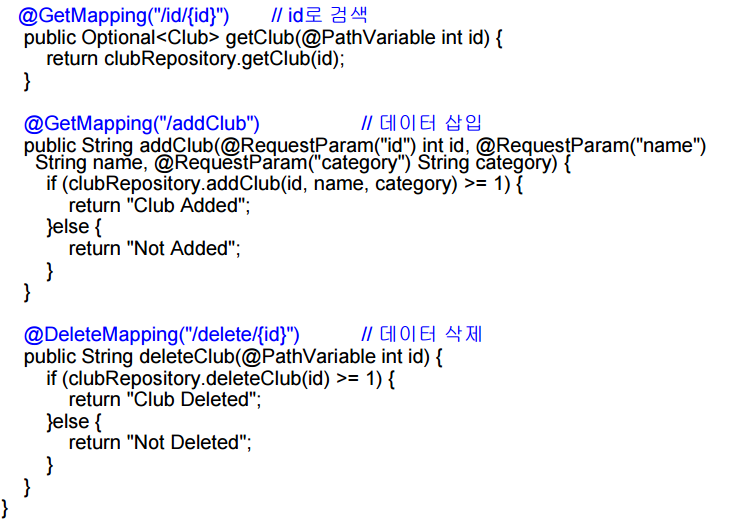 @GetMapping("/id/{id}") // id로 검색
public Optional<Club> getClub(@PathVariable int id) {
return clubRepository.getClub(id);
}
@GetMapping("/addClub") // 데이터 삽입
public String addClub(@RequestParam("id") int id, @RequestParam("name")
String name, @RequestParam("category") String category) {
if (clubRepository.addClub(id, name, category) >= 1) {
return "Club Added";
}else {
return "Not Added";
}
}
@DeleteMapping("/delete/{id}") // 데이터 삭제
public String deleteClub(@PathVariable int id) {
if (clubRepository.deleteClub(id) >= 1) {
return "Club Deleted";
}else {
return "Not Deleted";
}
}
}